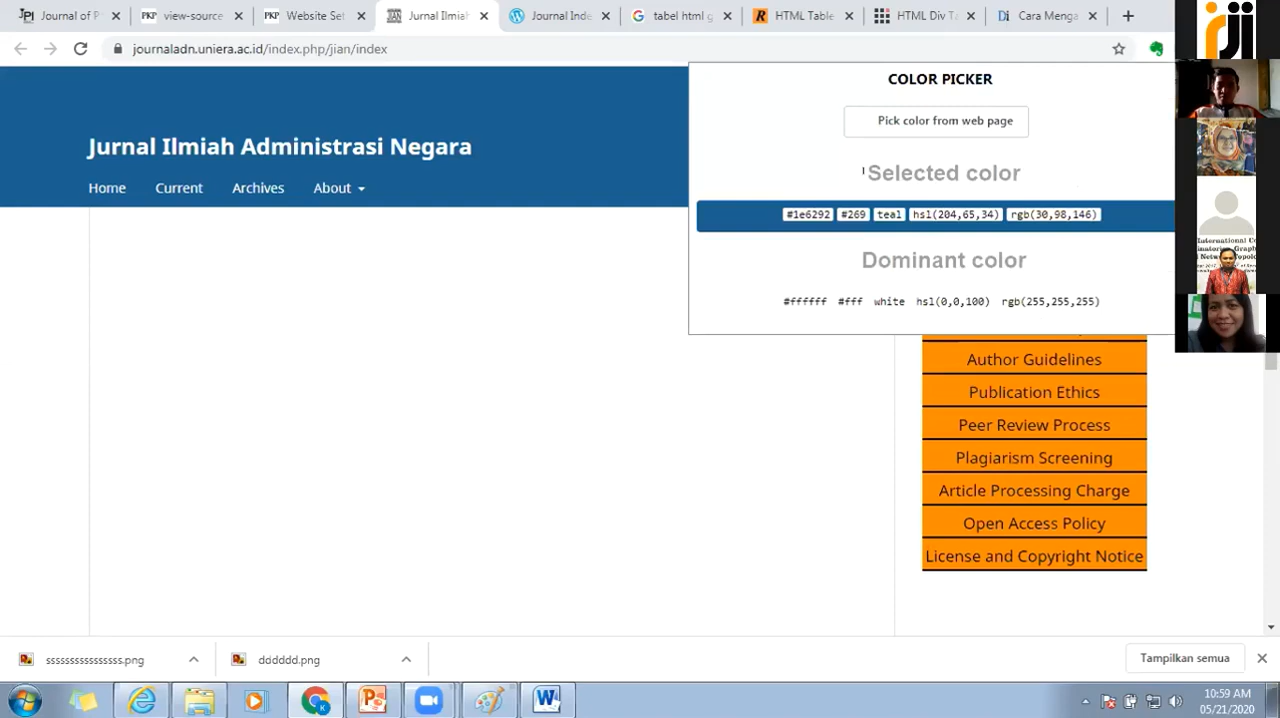 Journal of P
view-source
Website Set
Jurnal Ilmiah
Journal Inde
tabel html g
HTML Table
HTML Div Ta
Cara Menga
journaladn.uniera.ac.id/index.php/jian/index
COLOR PICKER
Pick color from web page
Selected color
#1e6292 #269 teal hsl(204,65,34) rgb(30,98,146)
Dominant color
#ffffff #fff white hsl(0,0,100) rgb(255,255,255)
Jurnal Ilmiah Administrasi Negara
Home Current Archives About
Author Guidelines
Publication Ethics
Peer Review Process
Plagiarism Screening
Article Processing Charge
Open Access Policy
License and Copyright Notice
International Co
ssssssssssssssss.png
dddddd.png
Tampilkan semua
10:59 AM
05/21/2020